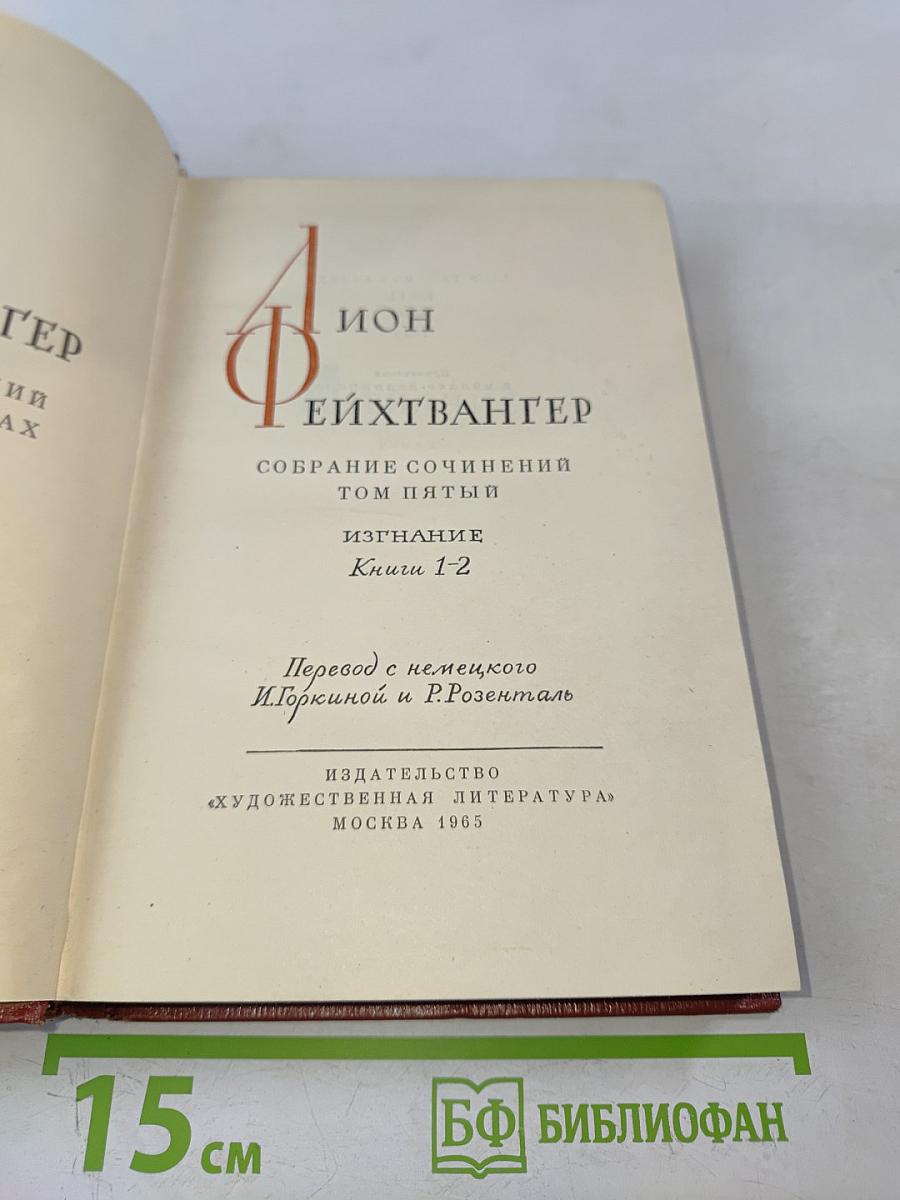 ГЕР
ИЙ
АХ
ЛИОН
ФЕЙХТВАНГЕР
СОБРАНИЕ СОЧИНЕНИЙ
ТОМ ПЯТЫЙ
ИЗГНАНИЕ
Книги 1-2
Перевод с немецкого
И.Горкиной и Р.Розенталь
ИЗДАТЕЛЬСТВО
«ХУДОЖЕСТВЕННАЯ ЛИТЕРАТУРА»
МОСКВА 1965
15 см
БФ БИБЛИОФАН